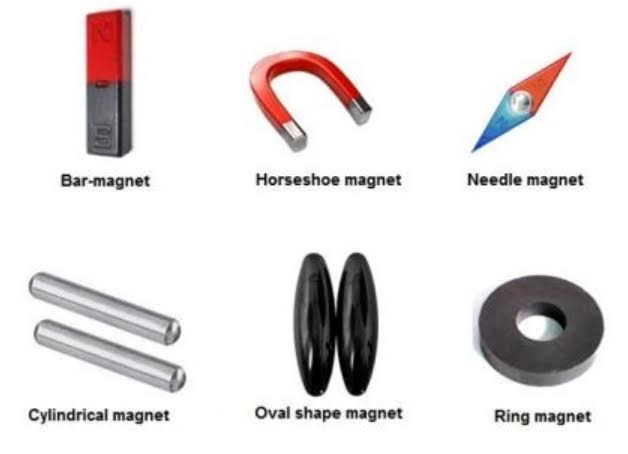 Bar-magnet
Horseshoe magnet
Needle magnet
Cylindrical magnet
Oval shape magnet
Ring magnet